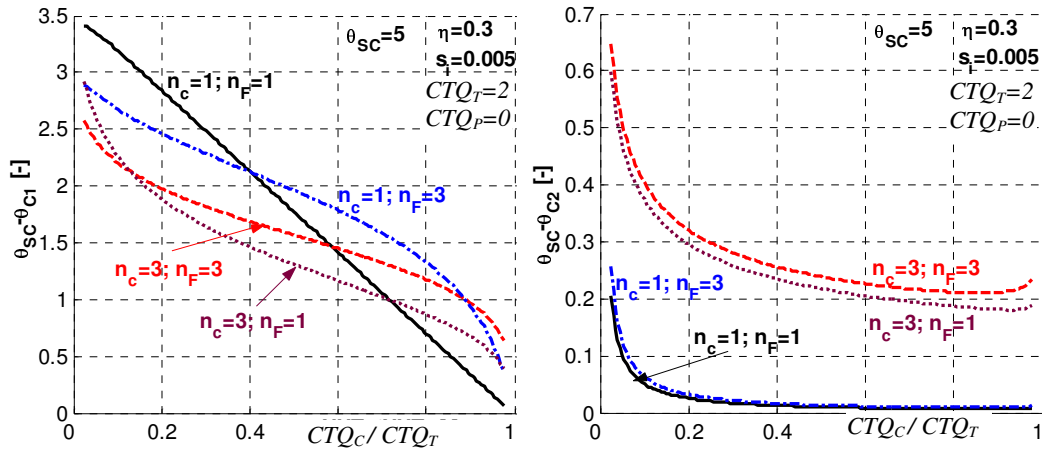 3.5
3
2.5
2
1.5
1
0.5
0
θSC-θC1 [-]
θSC=5
η=0.3
si=0.005
CTQT=2
CTQP=0
nc=1; nF=1
nc=1; nF=3
nc=3; nF=3
nc=3; nF=1
0 0.2 0.4 0.6 0.8 1
CTQC / CTQT
0.7
0.6
0.5
0.4
0.3
0.2
0.1
0
θSC-θC2 [-]
θSC=5
η=0.3
si=0.005
CTQT=2
CTQP=0
nc=3; nF=3
nc=1; nF=3
nc=3; nF=1
nc=1; nF=1
0 0.2 0.4 0.6 0.8 1
CTQC / CTQT